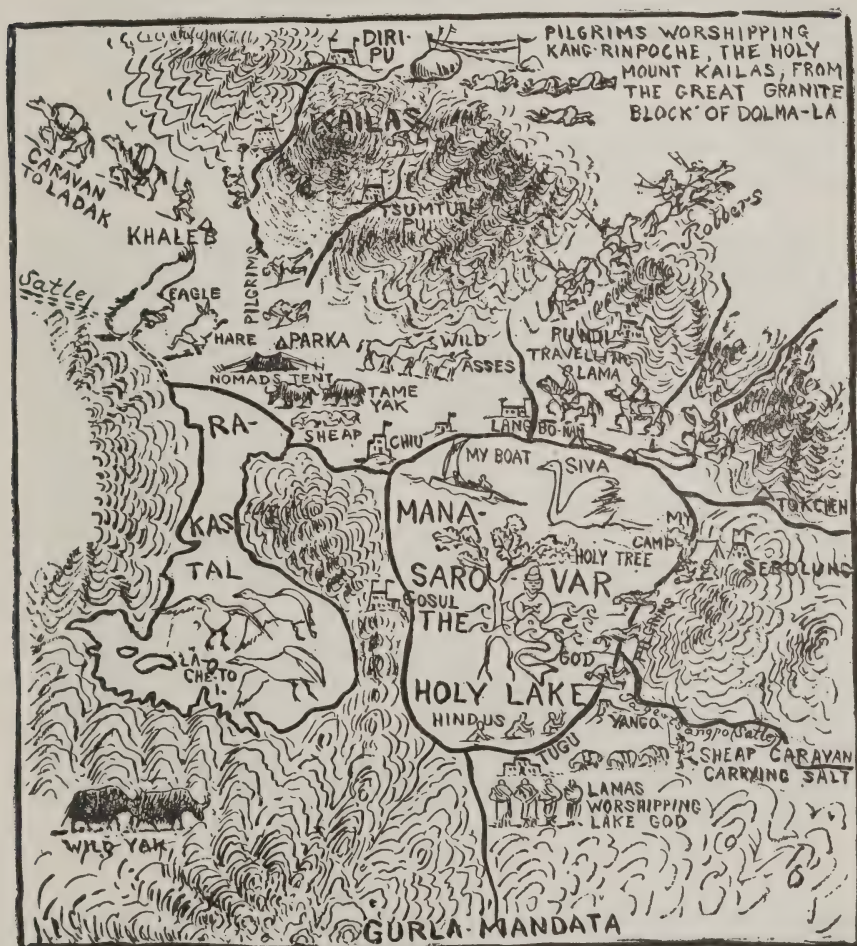 DIRI-
PU
PILGRIMS WORSHIPPING
KANG-RINPOCHE, THE HOLY
MOUNT KAILAS, FROM
THE GREAT GRANITE
BLOCK OF DOLMA-LA
KAILAS
CARAVAN
TO LADAK
TSUMTUL
PU
Robbers
KHALEB
PILGRIMS
Satlej
EAGLE
HARE
PARKA
WILD
ASSES
PUNDI
TRAVELLING
LAMA
NOMADS TENT
TAME
YAK
SHEAP
CHIU
LANG BO-NAN
RA-
KAS
TAL
MY BOAT
SIVA
TOKCHEN
MANA-
SARO VAR
THE
HOLY LAKE
HOLY TREE
MY
CAMP
SEROLUNG
GOSUL
GOD
LA-
CHE-TO
I.
HINDUS
YANGO
TUGU
SHEAP CARAVAN
CARRYING SALT
LAMAS
WORSHIPPING
LAKE GOD
WILD YAK
GURLA-MANDATA